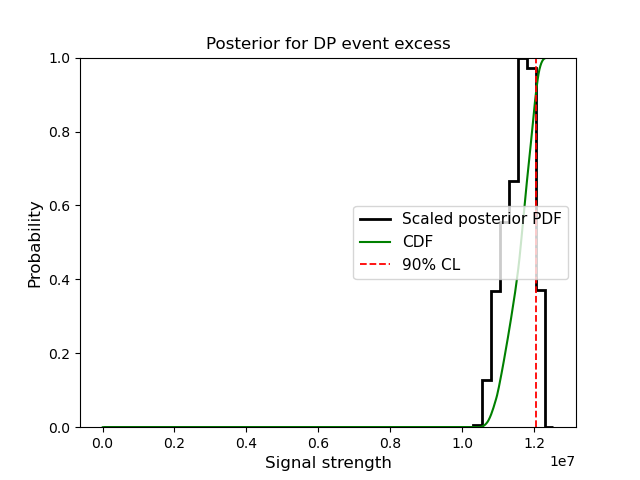 Posterior for DP event excess
Probability
1.0
0.8
0.6
0.4
0.2
0.0
Scaled posterior PDF
CDF
90% CL
0.0 0.2 0.4 0.6 0.8 1.0 1.2
1e7
Signal strength